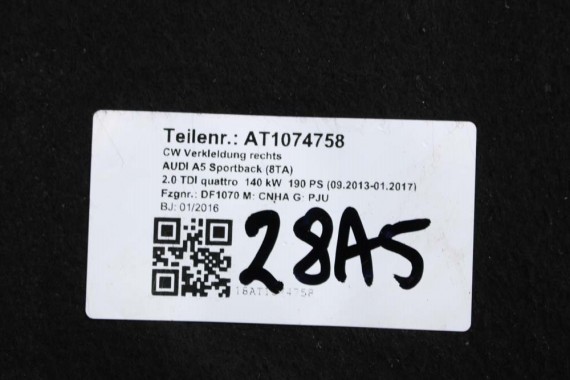 Teilenr.: AT1074758
CW Verkleidung rechts
AUDI A5 Sportback (8TA)
2.0 TDI quattro 140 kW 190 PS (09.2013-01.2017)
Fzgnr.: DF1070 M: CNHA G: PJU
BJ: 01/2016
28A5